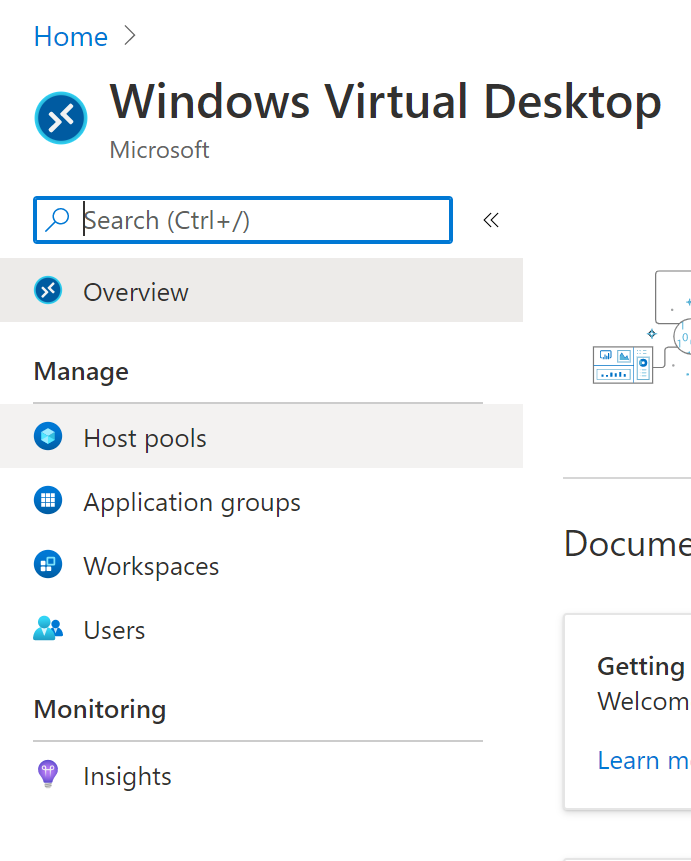 Home
Windows Virtual Desktop
Microsoft
Search (Ctrl+/)
Overview
Manage
Host pools
Application groups
Workspaces
Users
Monitoring
Insights
Docume
Getting
Welcom
Learn m